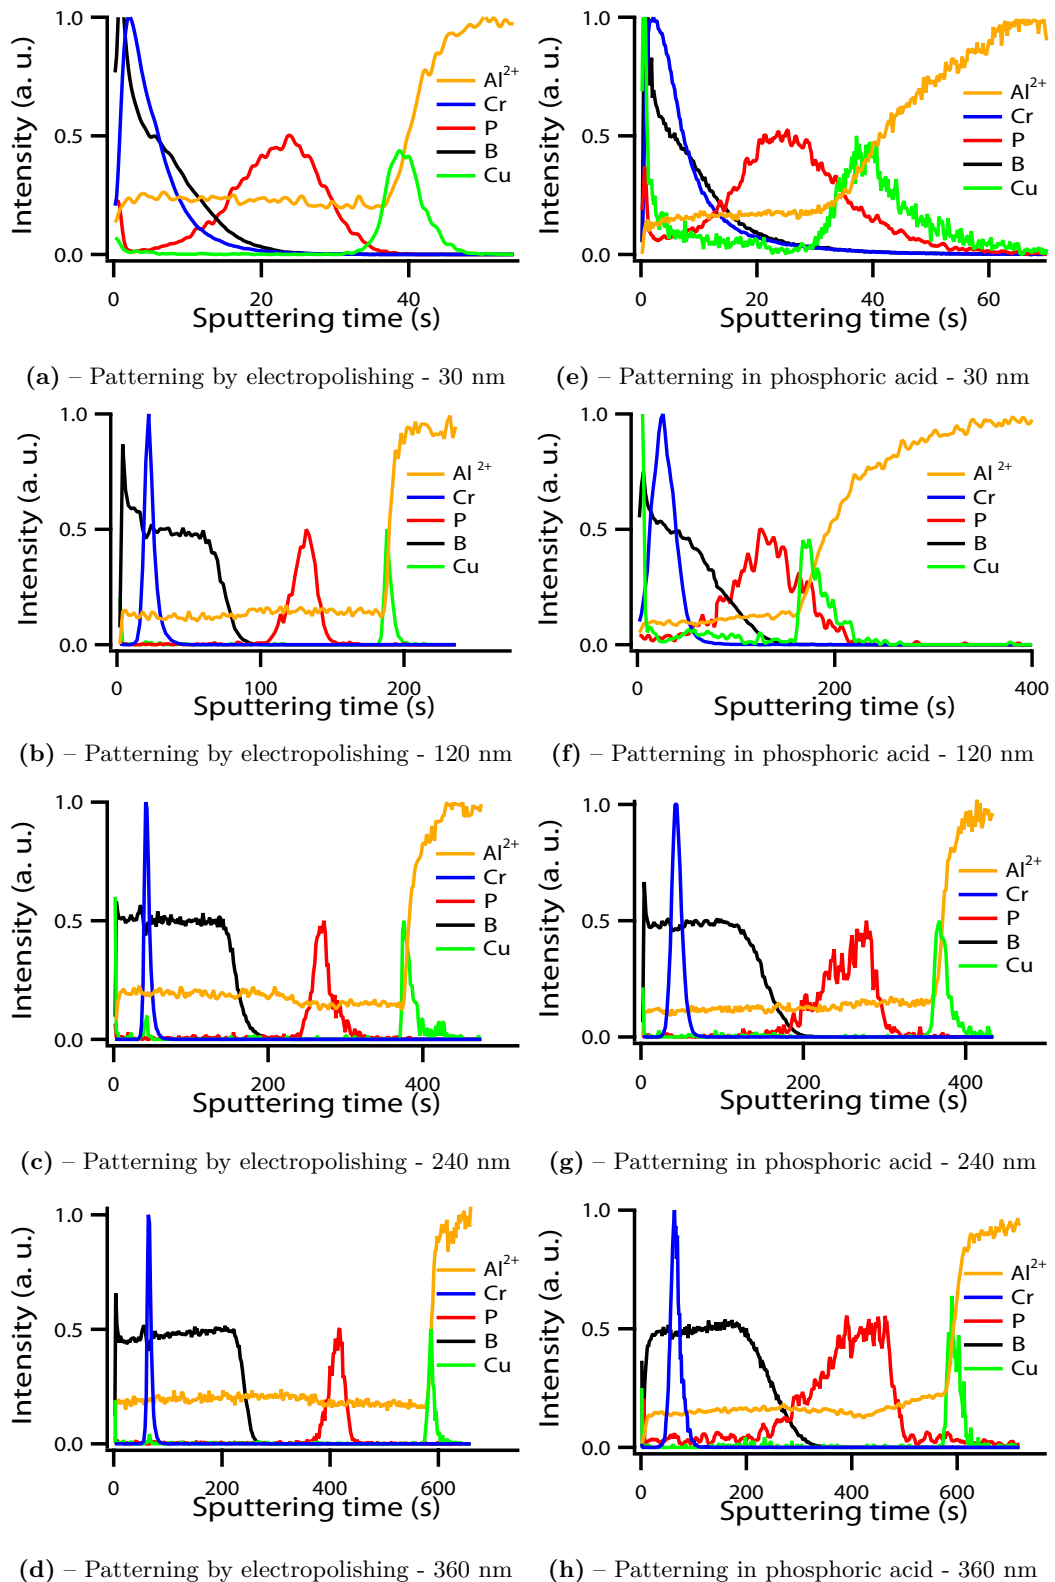 1.0
0.5
0.0
Intensity (a. u.)
Al2+
Cr
P
B
Cu
0 20 40
Sputtering time (s)
(a) – Patterning by electropolishing - 30 nm
1.0
0.5
0.0
Intensity (a. u.)
Al2+
Cr
P
B
Cu
0 20 40 60
Sputtering time (s)
(e) – Patterning in phosphoric acid - 30 nm
1.0
0.5
0.0
Intensity (a. u.)
Al 2+
Cr
P
B
Cu
0 100 200
Sputtering time (s)
(b) – Patterning by electropolishing - 120 nm
1.0
0.5
0.0
Intensity (a. u.)
Al 2+
Cr
P
B
Cu
0 200 400
Sputtering time (s)
(f) – Patterning in phosphoric acid - 120 nm
1.0
0.5
0.0
Intensity (a. u.)
Al2+
Cr
P
B
Cu
0 200 400
Sputtering time (s)
(c) – Patterning by electropolishing - 240 nm
1.0
0.5
0.0
Intensity (a. u.)
Al2+
Cr
P
B
Cu
0 200 400
Sputtering time (s)
(g) – Patterning in phosphoric acid - 240 nm
1.0
0.5
0.0
Intensity (a. u.)
Al2+
Cr
P
B
Cu
0 200 400 600
Sputtering time (s)
(d) – Patterning by electropolishing - 360 nm
1.0
0.5
0.0
Intensity (a. u.)
Al2+
Cr
P
B
Cu
0 200 400 600
Sputtering time (s)
(h) – Patterning in phosphoric acid - 360 nm